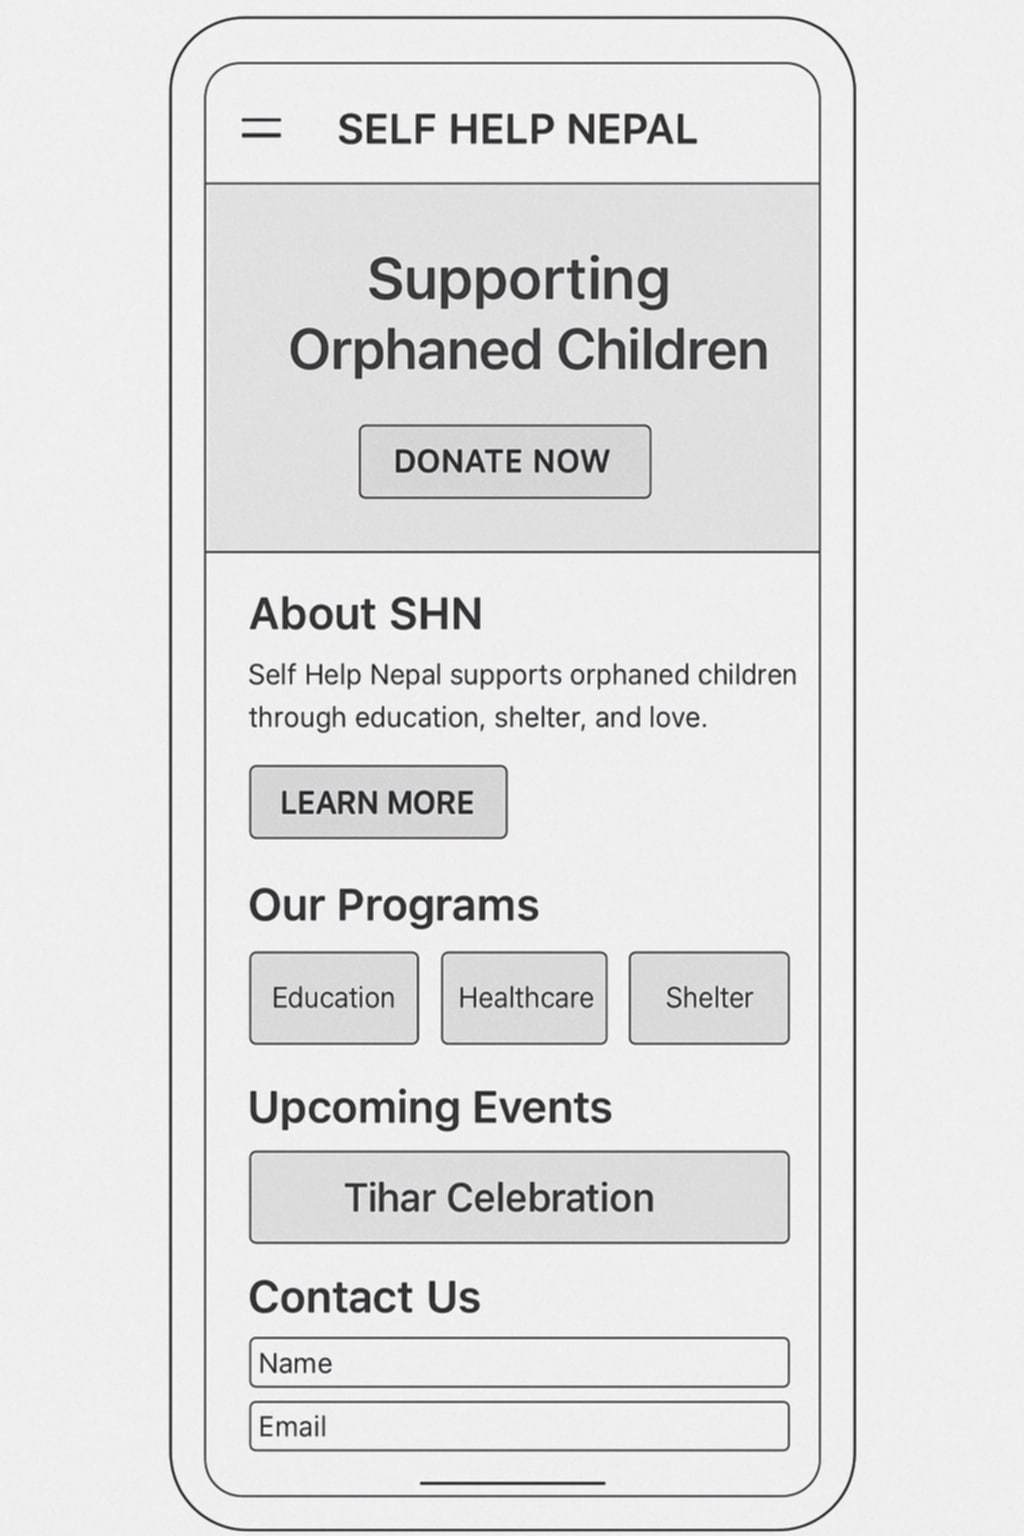 SELF HELP NEPAL
Supporting
Orphaned Children
DONATE NOW
About SHN
Self Help Nepal supports orphaned children
through education, shelter, and love.
LEARN MORE
Our Programs
Education Healthcare Shelter
Upcoming Events
Tihar Celebration
Contact Us
Name
Email